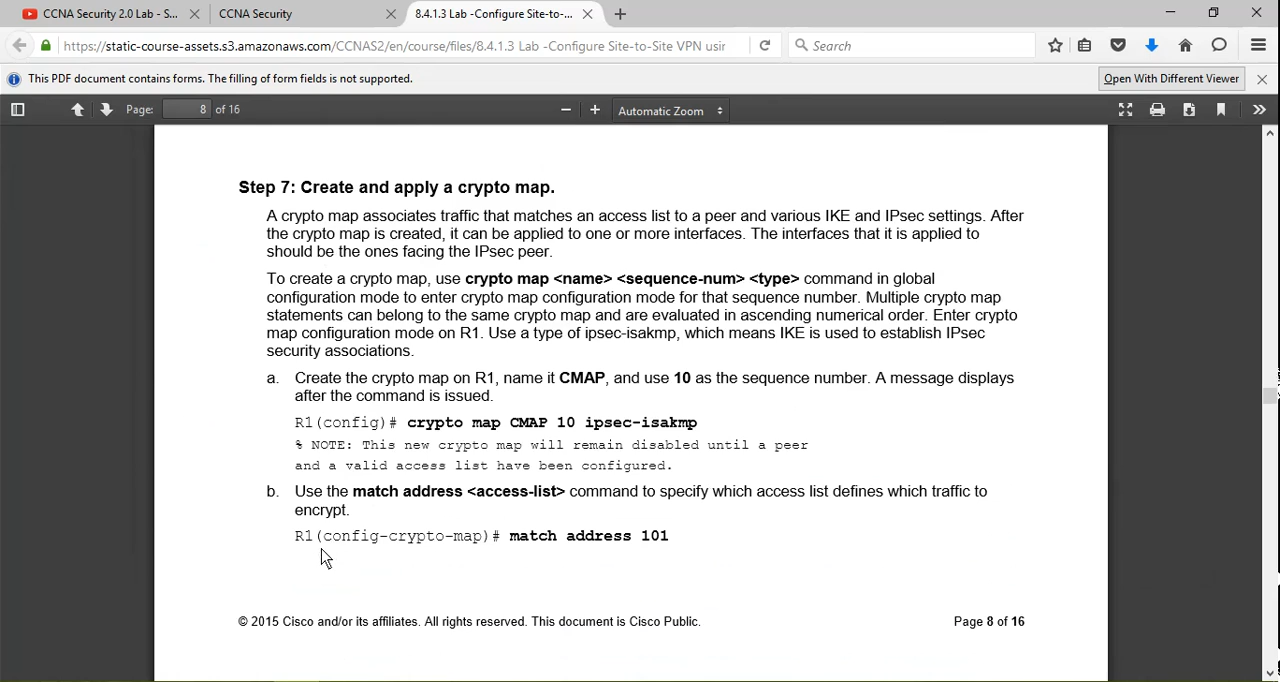 CCNA Security 2.0 Lab - S...
CCNA Security
8.4.1.3 Lab -Configure Site-to-...
https://static-course-assets.s3.amazonaws.com/CCNAS2/en/course/files/8.4.1.3 Lab -Configure Site-to-Site VPN usir
Search
This PDF document contains forms. The filling of form fields is not supported.
Open With Different Viewer
Page: 8 of 16
Automatic Zoom
Step 7: Create and apply a crypto map.
A crypto map associates traffic that matches an access list to a peer and various IKE and IPsec settings. After
the crypto map is created, it can be applied to one or more interfaces. The interfaces that it is applied to
should be the ones facing the IPsec peer.
To create a crypto map, use crypto map <name> <sequence-num> <type> command in global
configuration mode to enter crypto map configuration mode for that sequence number. Multiple crypto map
statements can belong to the same crypto map and are evaluated in ascending numerical order. Enter crypto
map configuration mode on R1. Use a type of ipsec-isakmp, which means IKE is used to establish IPsec
security associations.
a. Create the crypto map on R1, name it CMAP, and use 10 as the sequence number. A message displays
after the command is issued.
R1(config)# crypto map CMAP 10 ipsec-isakmp
% NOTE: This new crypto map will remain disabled until a peer
and a valid access list have been configured.
b. Use the match address <access-list> command to specify which access list defines which traffic to
encrypt.
R1(config-crypto-map)# match address 101
© 2015 Cisco and/or its affiliates. All rights reserved. This document is Cisco Public.
Page 8 of 16